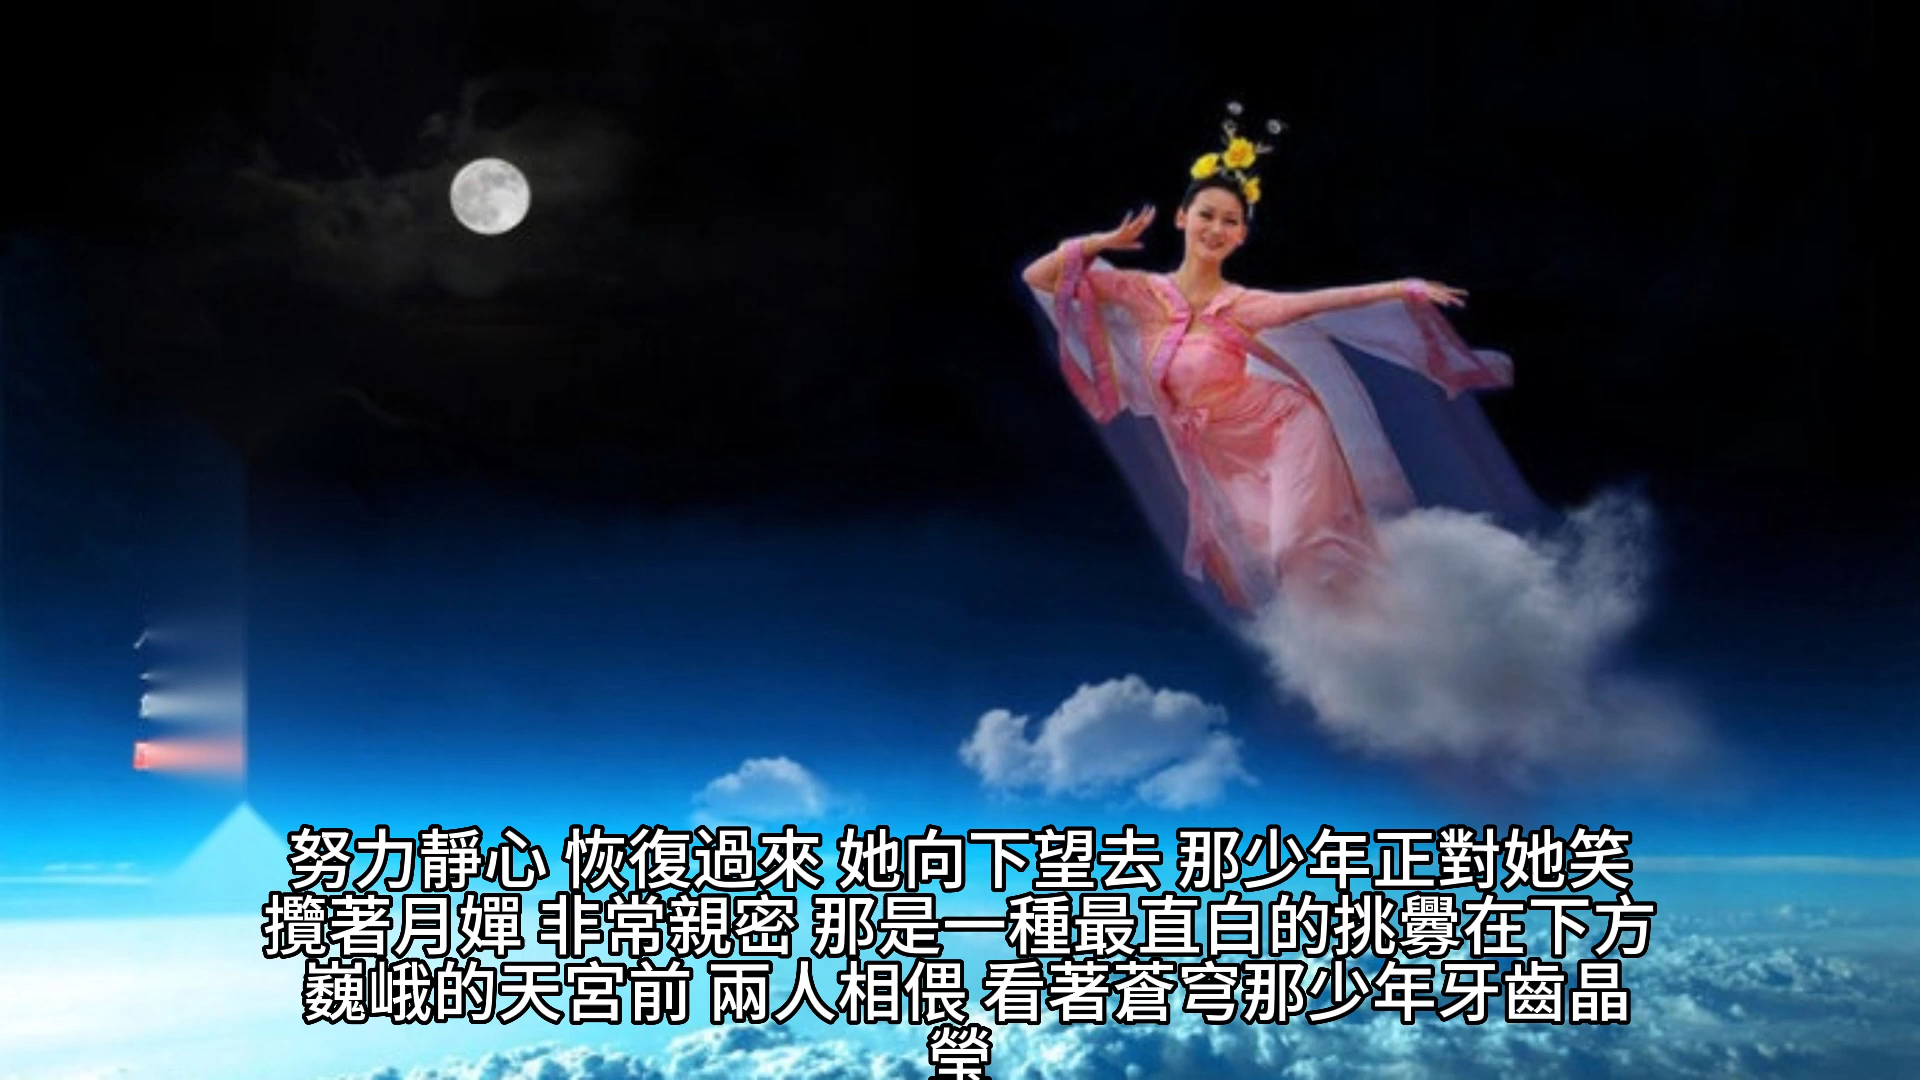 努力靜心 恢復過來 她向下望去 那少年正對她笑
攬著月嬋 非常親密 那是一種最直白的挑釁在下方
巍峨的天宮前 兩人相偎 看著蒼穹那少年牙齒晶
瑩